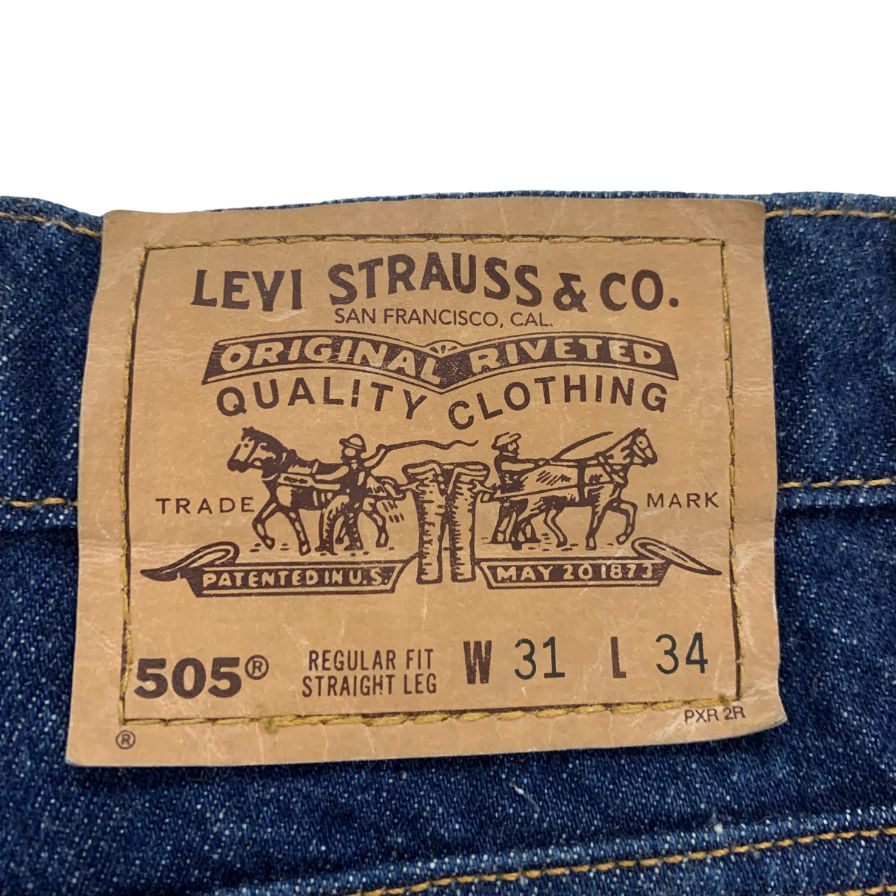 LEVI STRAUSS & CO.
SAN FRANCISCO, CAL.
ORIGINAL RIVETED
QUALITY CLOTHING
TRADE MARK
PATENTED IN U.S. MAY 20 1873
505® REGULAR FIT W 31 L 34
STRAIGHT LEG
® PXR 2R